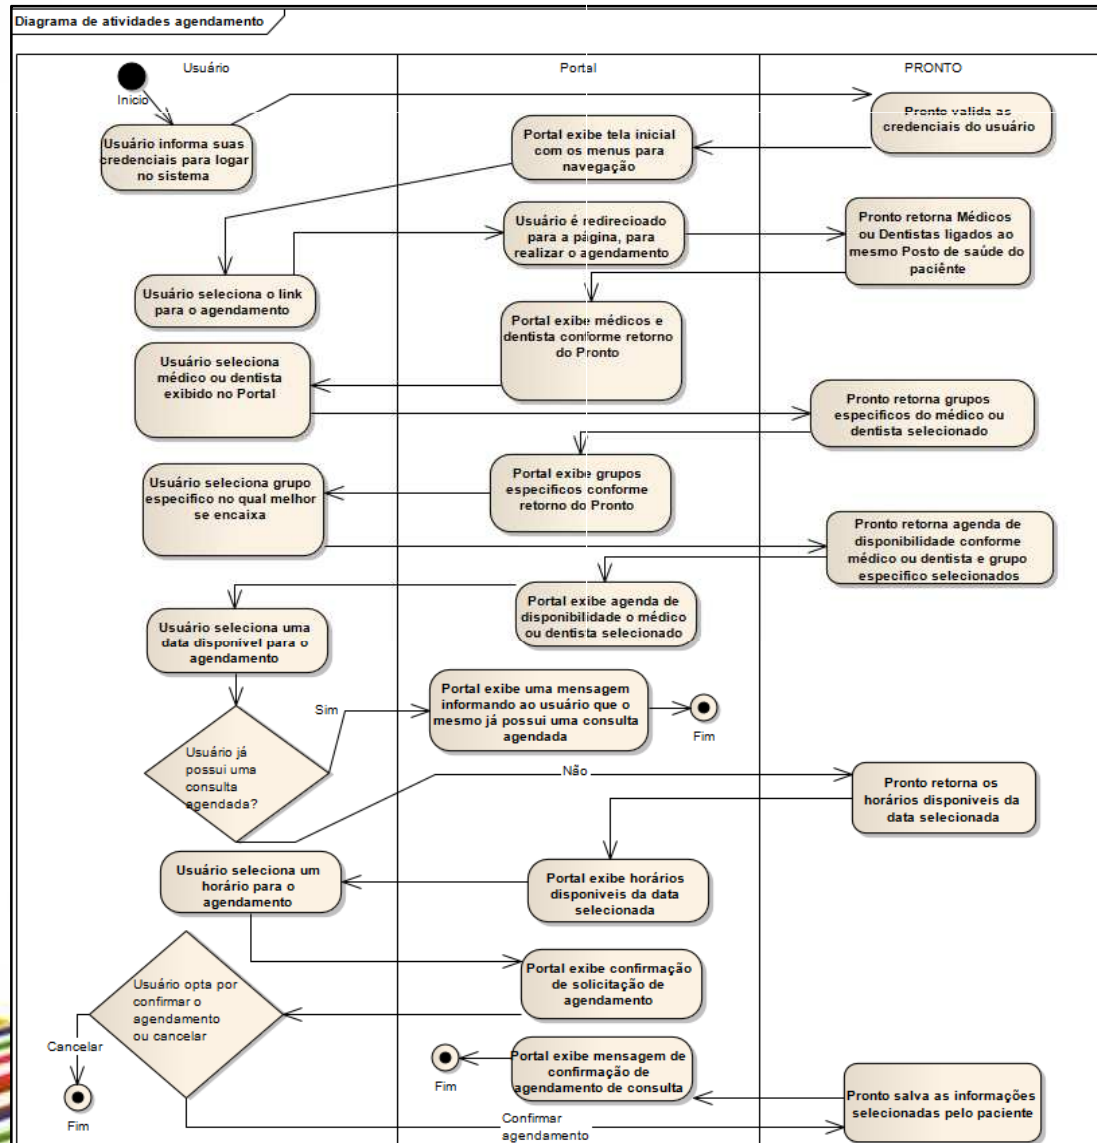 Diagrama de atividades agendamento
Usuário
Portal
PRONTO
Inicio
Usuário informa suas
credenciais para logar
no sistema
Pronto valida as
credenciais do usuário
Portal exibe tela inicial
com os menus para
navegação
Usuário seleciona o link
para o agendamento
Usuário é redirecioado
para a página, para
realizar o agendamento
Pronto retorna Médicos
ou Dentistas ligados ao
mesmo Posto de saúde do
paciênte
Portal exibe médicos e
dentista conforme retorno
do Pronto
Usuário seleciona
médico ou dentista
exibido no Portal
Pronto retorna grupos
especificos do médico ou
dentista selecionado
Portal exibe grupos
especificos conforme
retorno do Pronto
Usuário seleciona grupo
especifico no qual melhor
se encaixa
Pronto retorna agenda de
disponibilidade conforme
médico ou dentista e grupo
especifico selecionados
Portal exibe agenda de
disponibilidade o médico
ou dentista selecionado
Usuário seleciona uma
data disponível para o
agendamento
Usuário já
possui uma
consulta
agendada?
Sim
Portal exibe uma mensagem
informando ao usuário que o
mesmo já possui uma consulta
agendada
Fim
Não
Pronto retorna os
horários disponiveis da
data selecionada
Portal exibe horários
disponiveis da data
selecionada
Usuário seleciona um
horário para o
agendamento
Portal exibe confirmação
de solicitação de
agendamento
Usuário opta por
confirmar o
agendamento
ou cancelar
Cancelar
Fim
Confirmar
agendamento
Pronto salva as informações
selecionadas pelo paciente
Portal exibe mensagem de
confirmação de
agendamento de consulta
Fim